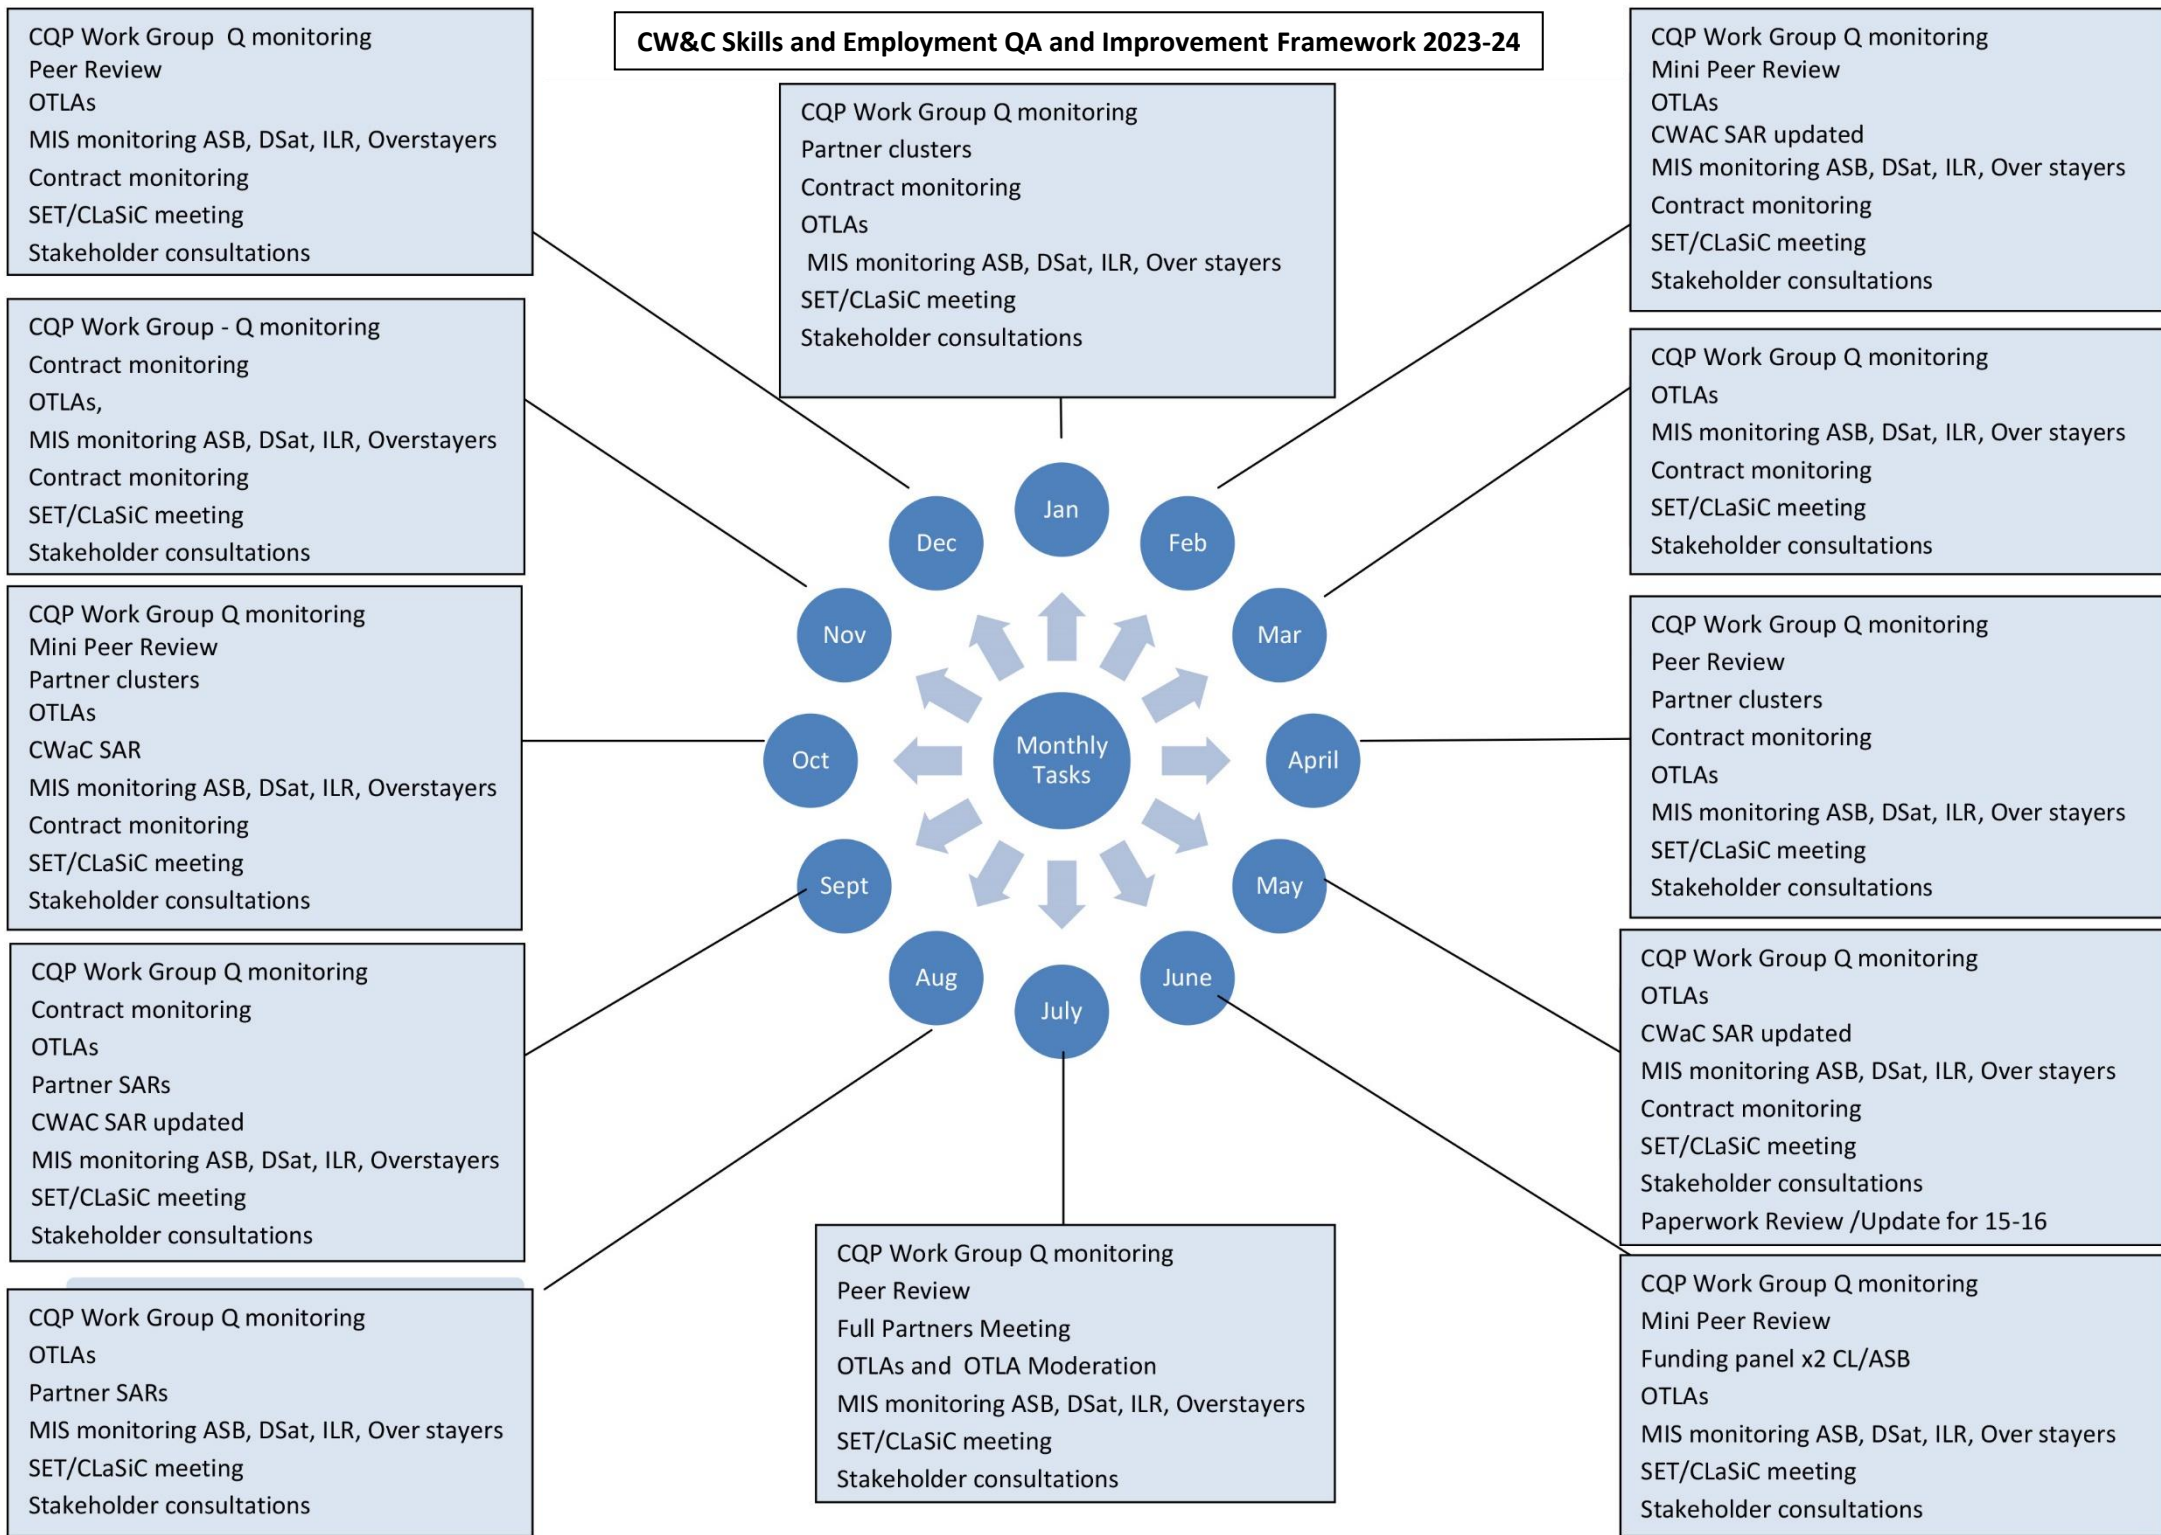 CW&C Skills and Employment QA and Improvement Framework 2023-24
CQP Work Group  Q monitoring
Peer Review
OTLAs
MIS monitoring ASB, DSat, ILR, Overstayers
Contract monitoring
SET/CLaSiC meeting
Stakeholder consultations
CQP Work Group Q monitoring
Partner clusters
Contract monitoring
OTLAs
MIS monitoring ASB, DSat, ILR, Over stayers
SET/CLaSiC meeting
Stakeholder consultations
CQP Work Group Q monitoring
Mini Peer Review
OTLAs
CWAC SAR updated
MIS monitoring ASB, DSat, ILR, Over stayers
Contract monitoring
SET/CLaSiC meeting
Stakeholder consultations
CQP Work Group - Q monitoring
Contract monitoring
OTLAs,
MIS monitoring ASB, DSat, ILR, Overstayers
Contract monitoring
SET/CLaSiC meeting
Stakeholder consultations
CQP Work Group Q monitoring
OTLAs
MIS monitoring ASB, DSat, ILR, Over stayers
Contract monitoring
SET/CLaSiC meeting
Stakeholder consultations
Jan
Feb
Mar
April
May
June
July
Aug
Sept
Oct
Nov
Dec
Monthly
Tasks
CQP Work Group Q monitoring
Mini Peer Review
Partner clusters
OTLAs
CWaC SAR
MIS monitoring ASB, DSat, ILR, Overstayers
Contract monitoring
SET/CLaSiC meeting
Stakeholder consultations
CQP Work Group Q monitoring
Peer Review
Partner clusters
Contract monitoring
OTLAs
MIS monitoring ASB, DSat, ILR, Over stayers
SET/CLaSiC meeting
Stakeholder consultations
CQP Work Group Q monitoring
Contract monitoring
OTLAs
Partner SARs
CWAC SAR updated
MIS monitoring ASB, DSat, ILR, Overstayers
SET/CLaSiC meeting
Stakeholder consultations
CQP Work Group Q monitoring
OTLAs
CWaC SAR updated
MIS monitoring ASB, DSat, ILR, Over stayers
Contract monitoring
SET/CLaSiC meeting
Stakeholder consultations
Paperwork Review /Update for 15-16
CQP Work Group Q monitoring
OTLAs
Partner SARs
MIS monitoring ASB, DSat, ILR, Over stayers
SET/CLaSiC meeting
Stakeholder consultations
CQP Work Group Q monitoring
Peer Review
Full Partners Meeting
OTLAs and  OTLA Moderation
MIS monitoring ASB, DSat, ILR, Overstayers
SET/CLaSiC meeting
Stakeholder consultations
CQP Work Group Q monitoring
Mini Peer Review
Funding panel x2 CL/ASB
OTLAs
MIS monitoring ASB, DSat, ILR, Over stayers
SET/CLaSiC meeting
Stakeholder consultations